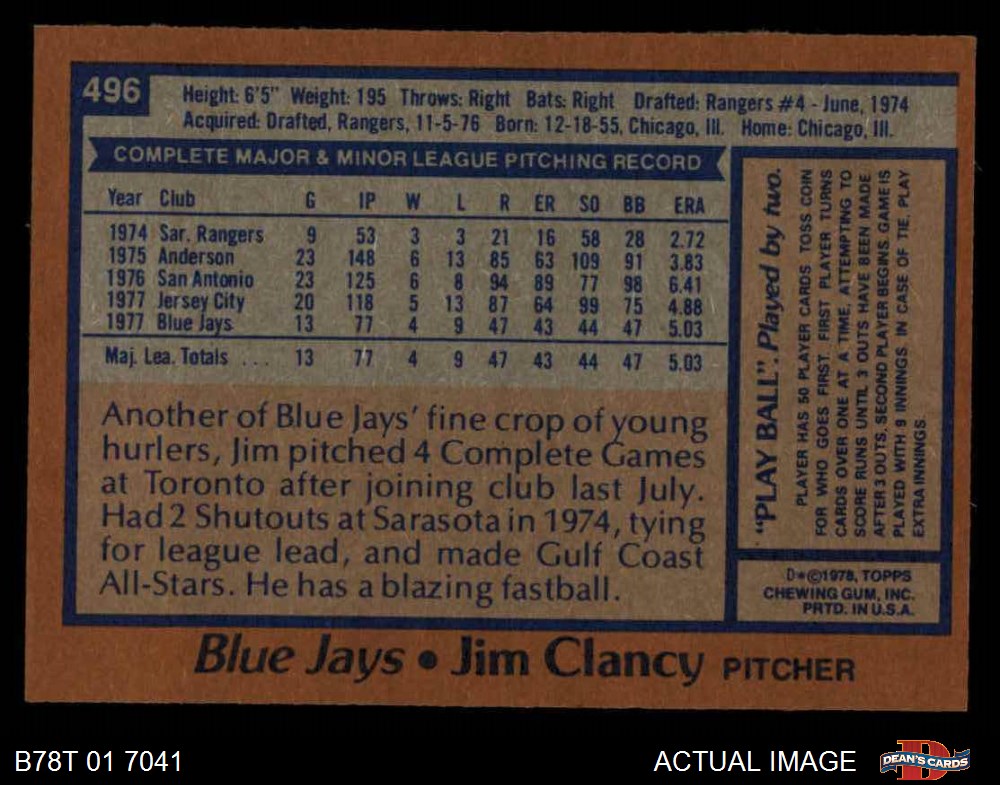 496
Height: 6'5" Weight: 195 Throws: Right Bats: Right Drafted: Rangers #4 - June, 1974
Acquired: Drafted, Rangers, 11-5-76 Born: 12-18-55, Chicago, Ill. Home: Chicago, Ill.
COMPLETE MAJOR & MINOR LEAGUE PITCHING RECORD
Year Club G IP W L R ER SO BB ERA
1974 Sar. Rangers 9 53 3 3 21 16 58 28 2.72
1975 Anderson 23 148 6 13 85 63 109 91 3.83
1976 San Antonio 23 125 6 8 94 89 77 98 6.41
1977 Jersey City 20 118 5 13 87 64 99 75 4.88
1977 Blue Jays 13 77 4 9 47 43 44 47 5.03
Maj. Lea. Totals ... 13 77 4 9 47 43 44 47 5.03
Another of Blue Jays' fine crop of young
hurlers, Jim pitched 4 Complete Games
at Toronto after joining club last July.
Had 2 Shutouts at Sarasota in 1974, tying
for league lead, and made Gulf Coast
All-Stars. He has a blazing fastball.
"PLAY BALL". Played by two.
PLAYER HAS 50 PLAYER CARDS. TOSS COIN
FOR WHO GOES FIRST. FIRST PLAYER TURNS
CARDS OVER ONE AT A TIME, ATTEMPTING TO
SCORE RUNS UNTIL 3 OUTS HAVE BEEN MADE.
AFTER 3 OUTS, SECOND PLAYER BEGINS. GAME IS
PLAYED WITH 9 INNINGS. IN CASE OF TIE, PLAY
EXTRA INNINGS
D*©1978, TOPPS
CHEWING GUM, INC.
PRTD. IN U.S.A.
Blue Jays • Jim Clancy PITCHER
B78T 01 7041
ACTUAL IMAGE
D
DEAN'S CARDS